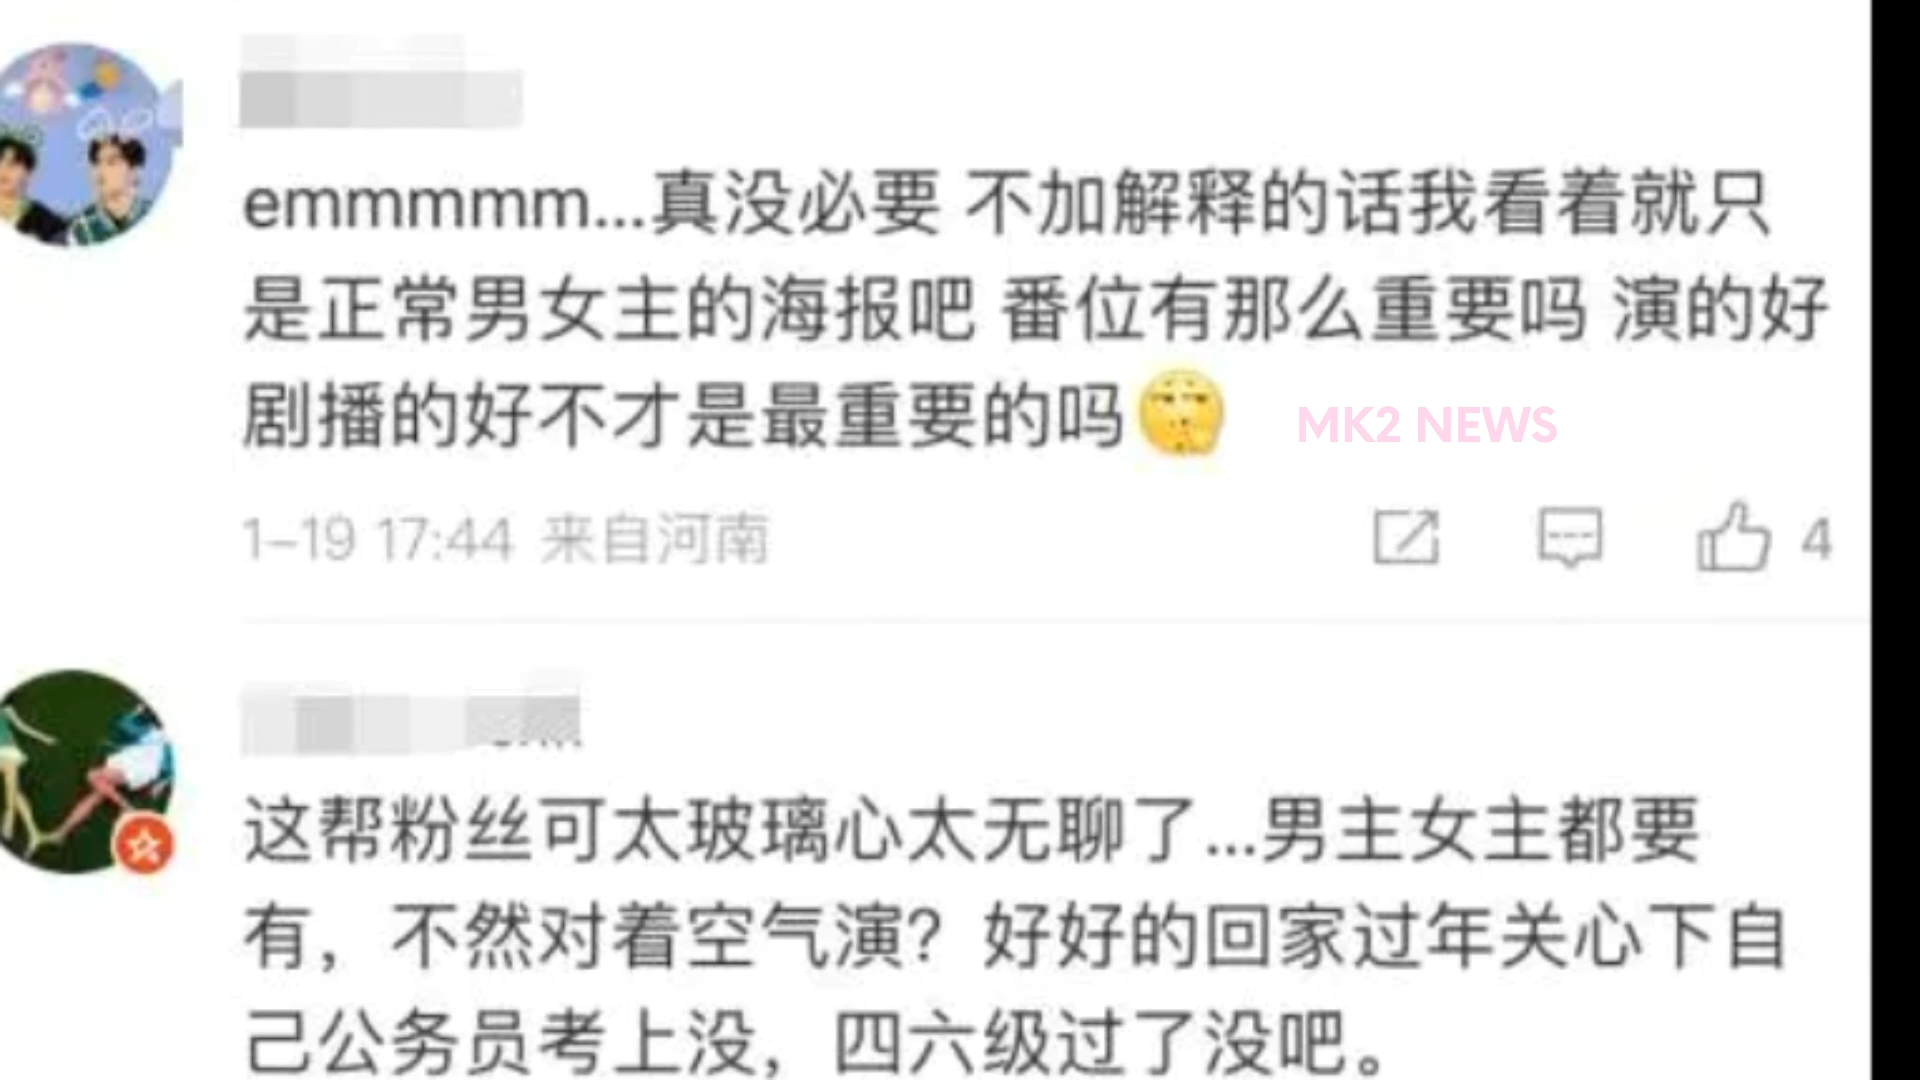 emmmmm...真没必要 不加解释的话我看着就只
是正常男女主的海报吧 番位有那么重要吗 演的好
剧播的好不才是最重要的吗
MK2 NEWS
1-19 17:44 来自河南
4
这帮粉丝可太玻璃心太无聊了...男主女主都要
有，不然对着空气演？好好的回家过年关心下自
己公务员考上没，四六级过了没吧。